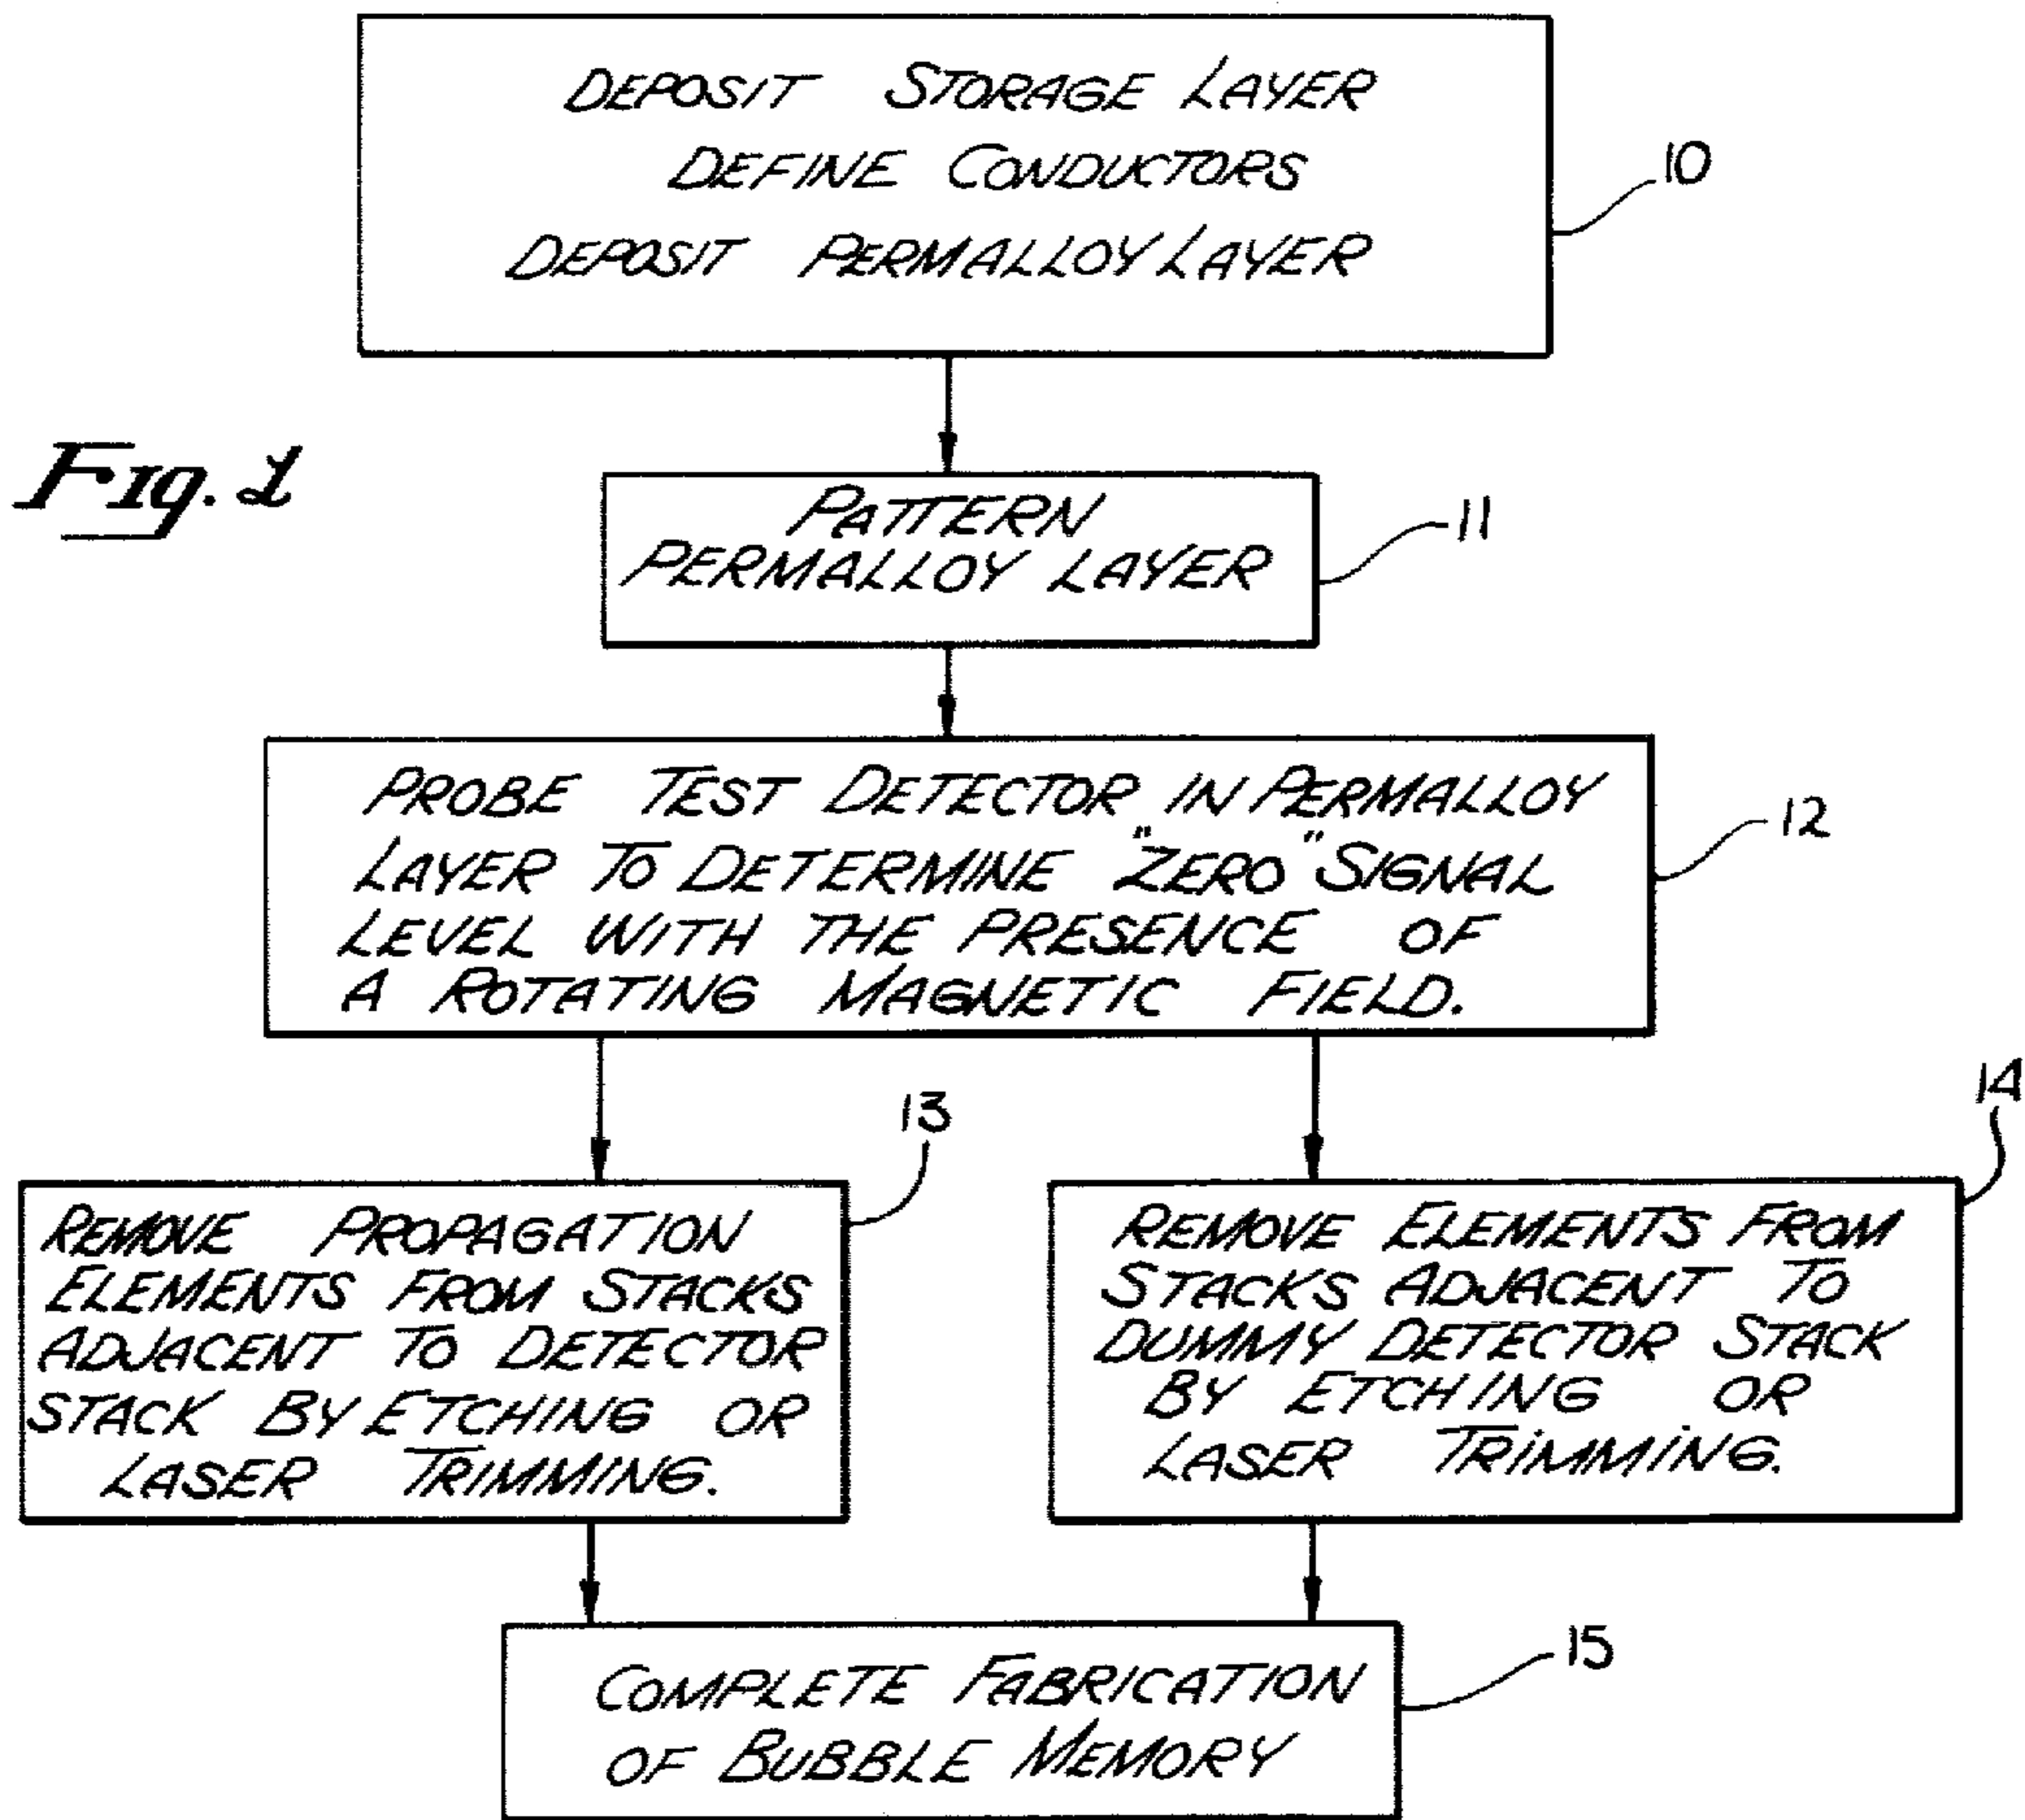 DEPOSIT STORAGE LAYER
DEFINE CONDUCTORS
DEPOSIT PERMALLOY LAYER
10
Fig. 1
PATTERN
PERMALLOY LAYER
11
PROBE TEST DETECTOR IN PERMALLOY
LAYER TO DETERMINE "ZERO" SIGNAL
LEVEL WITH THE PRESENCE OF
A ROTATING MAGNETIC FIELD.
12
13
REMOVE PROPAGATION
ELEMENTS FROM STACKS
ADJACENT TO DETECTOR
STACK BY ETCHING OR
LASER TRIMMING.
14
REMOVE ELEMENTS FROM
STACKS ADJACENT TO
DUMMY DETECTOR STACK
BY ETCHING OR
LASER TRIMMING.
15
COMPLETE FABRICATION
OF BUBBLE MEMORY